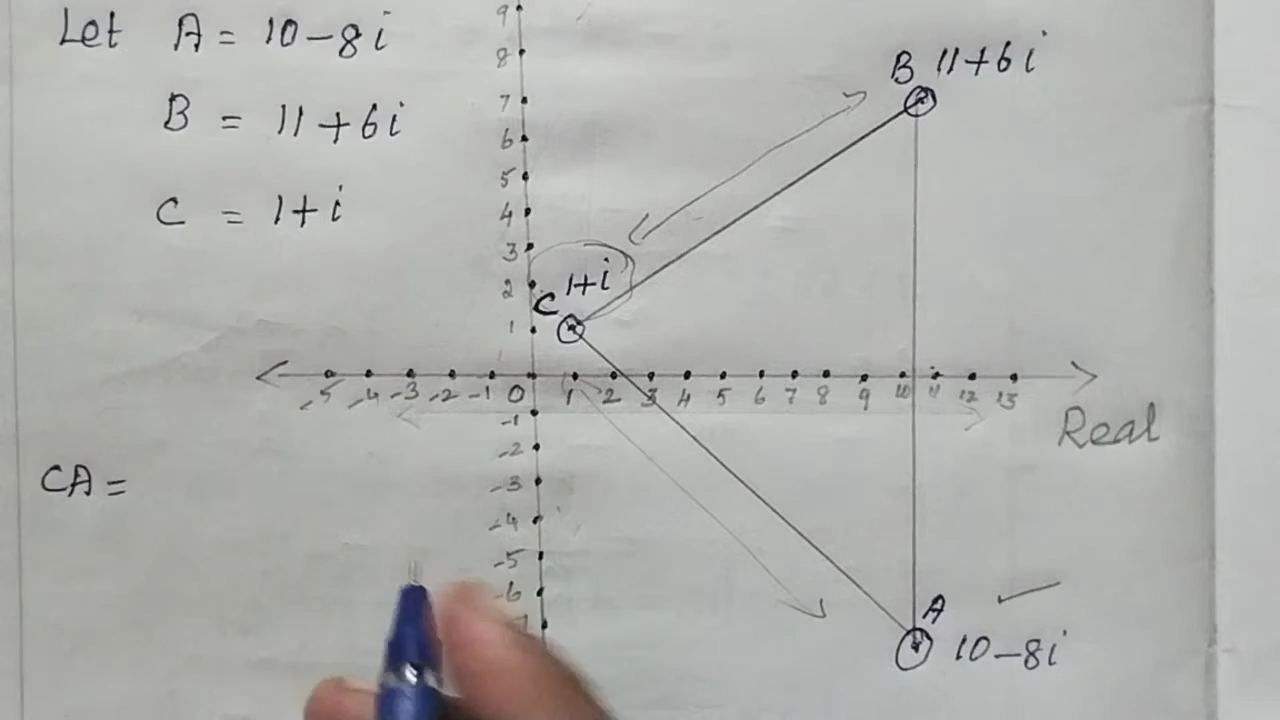 Let A = 10-8i
B = 11+6i
C = 1+i
CA =
9
8
7
6
5
4
3
2
1
B 11+6i
C 1+i
-5 -4 -3 -2 -1 0 1 2 3 4 5 6 7 8 9 10 11 12 13
Real
-1
-2
-3
-4
-5
-6
A
10-8i